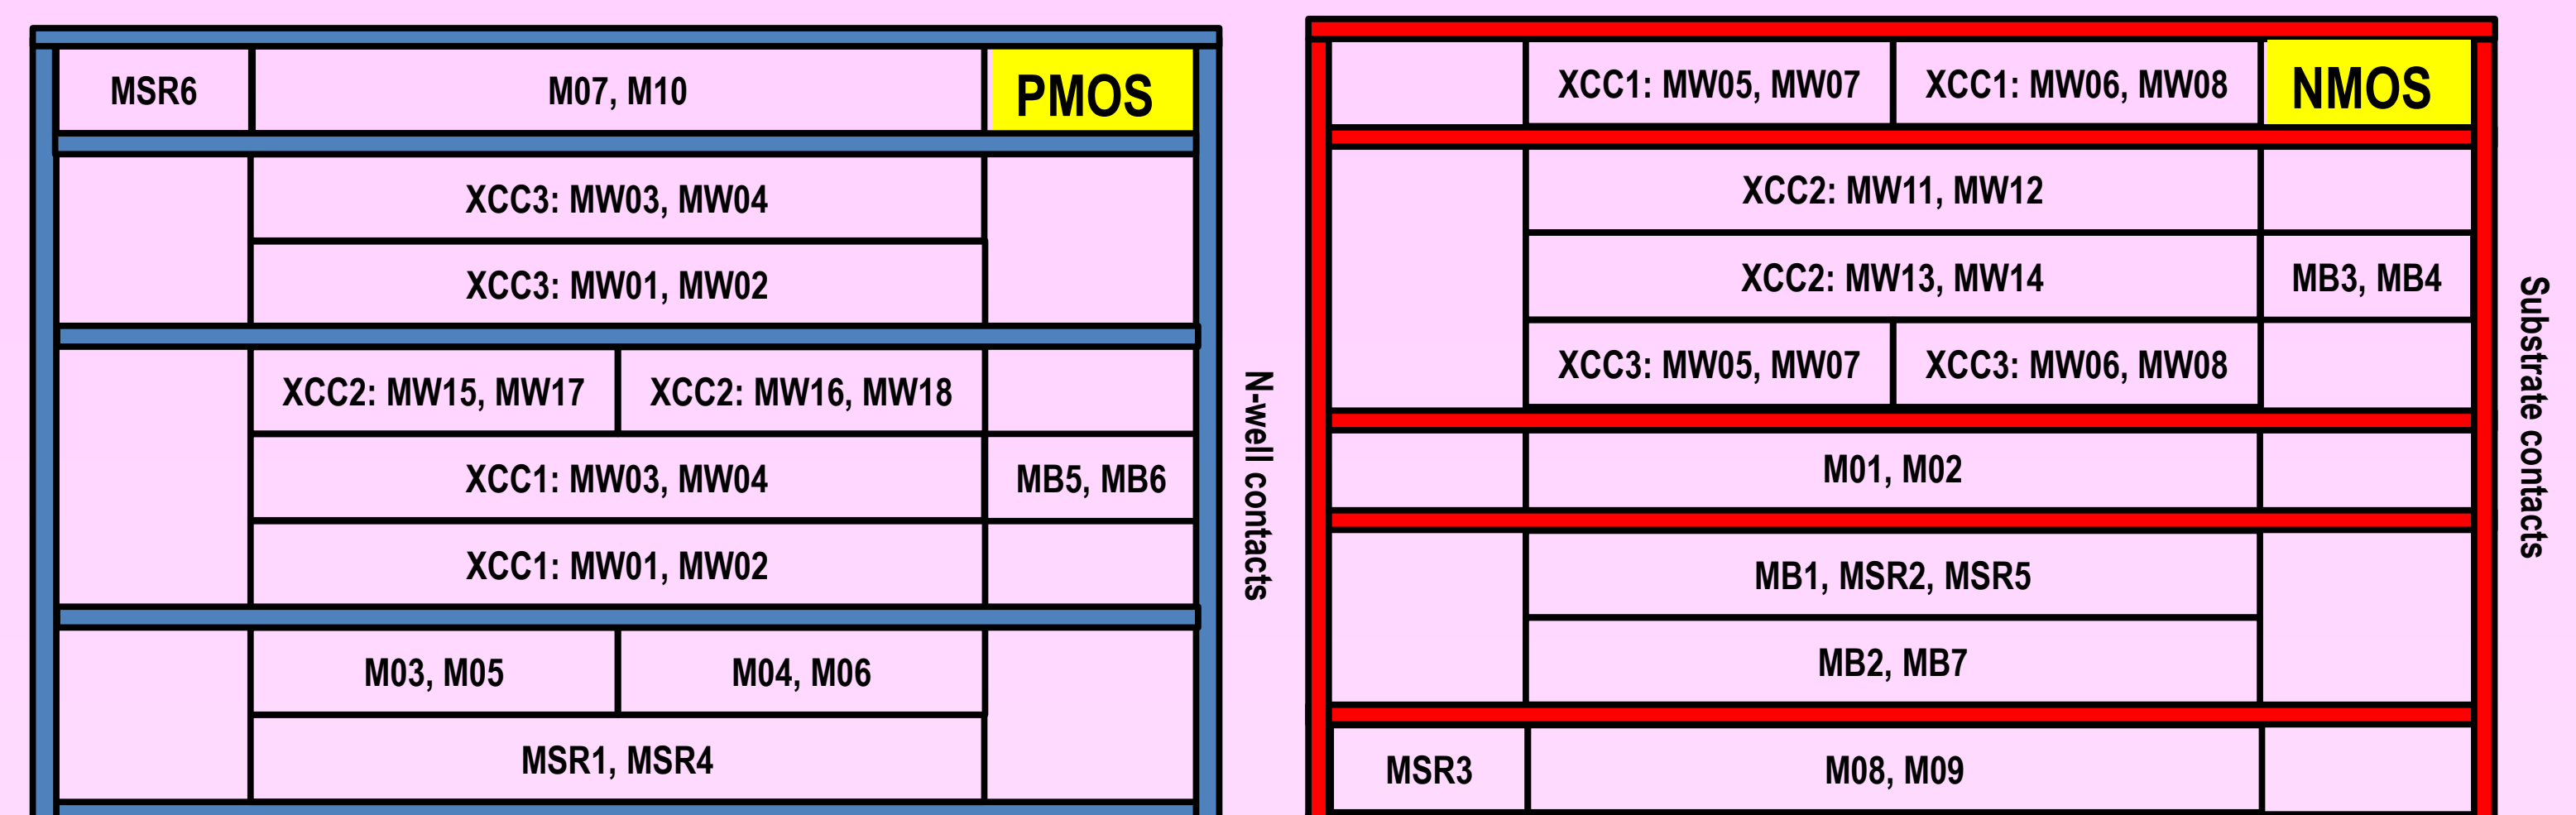 MSR6
M07, M10
PMOS
XCC3: MW03, MW04
XCC3: MW01, MW02
XCC2: MW15, MW17
XCC2: MW16, MW18
XCC1: MW03, MW04
MB5, MB6
XCC1: MW01, MW02
M03, M05
M04, M06
MSR1, MSR4
N-well contacts
XCC1: MW05, MW07
XCC1: MW06, MW08
NMOS
XCC2: MW11, MW12
XCC2: MW13, MW14
MB3, MB4
XCC3: MW05, MW07
XCC3: MW06, MW08
M01, M02
MB1, MSR2, MSR5
MB2, MB7
MSR3
M08, M09
Substrate contacts